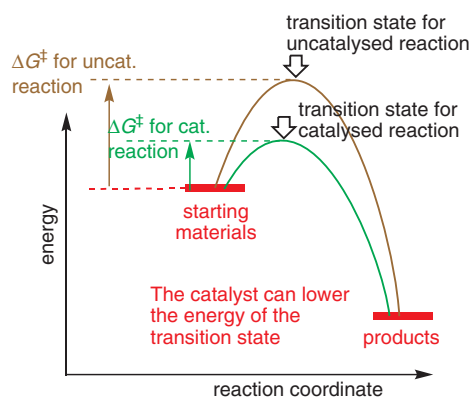 transition state for
uncatalysed reaction
ΔG‡ for uncat.
reaction
transition state for
catalysed reaction
ΔG‡ for cat.
reaction
starting
materials
energy
The catalyst can lower
the energy of the
transition state
products
reaction coordinate